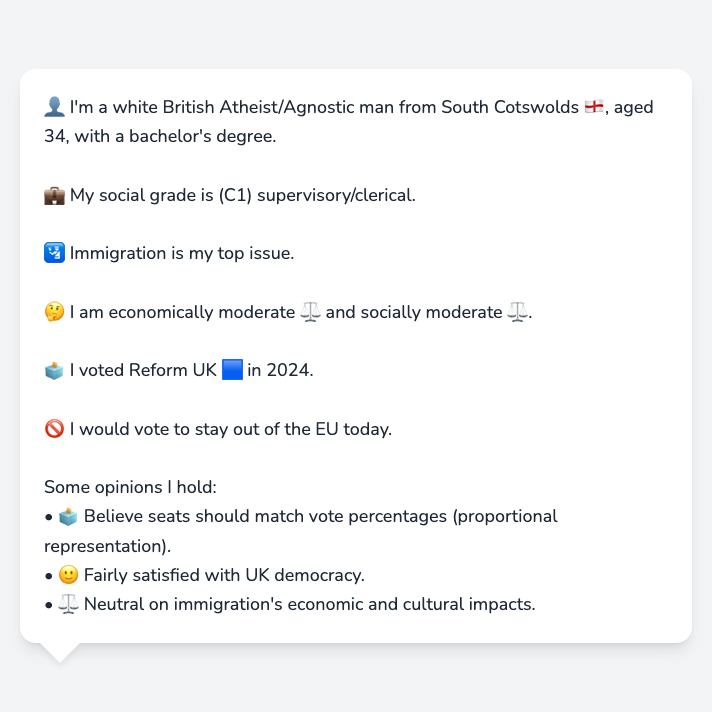 👤 I'm a white British Atheist/Agnostic man from South Cotswolds 🏴󠁧󠁢󠁥󠁮󠁧󠁿, aged
34, with a bachelor's degree.
💼 My social grade is (C1) supervisory/clerical.
🛂 Immigration is my top issue.
🤔 I am economically moderate ⚖️ and socially moderate ⚖️.
🗳️ I voted Reform UK 🟦 in 2024.
🚫 I would vote to stay out of the EU today.
Some opinions I hold:
• 🗳️ Believe seats should match vote percentages (proportional
representation).
• 🙂 Fairly satisfied with UK democracy.
• ⚖️ Neutral on immigration's economic and cultural impacts.